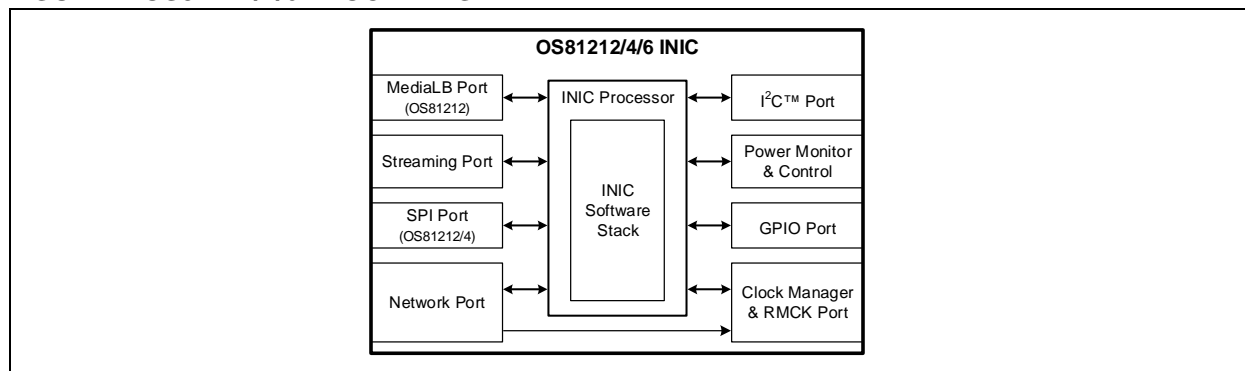 OS81212/4/6 INIC
MediaLB Port
(OS81212)
Streaming Port
SPI Port
(OS81212/4)
Network Port
INIC Processor
INIC
Software
Stack
I²C™ Port
Power Monitor
& Control
GPIO Port
Clock Manager
& RMCK Port